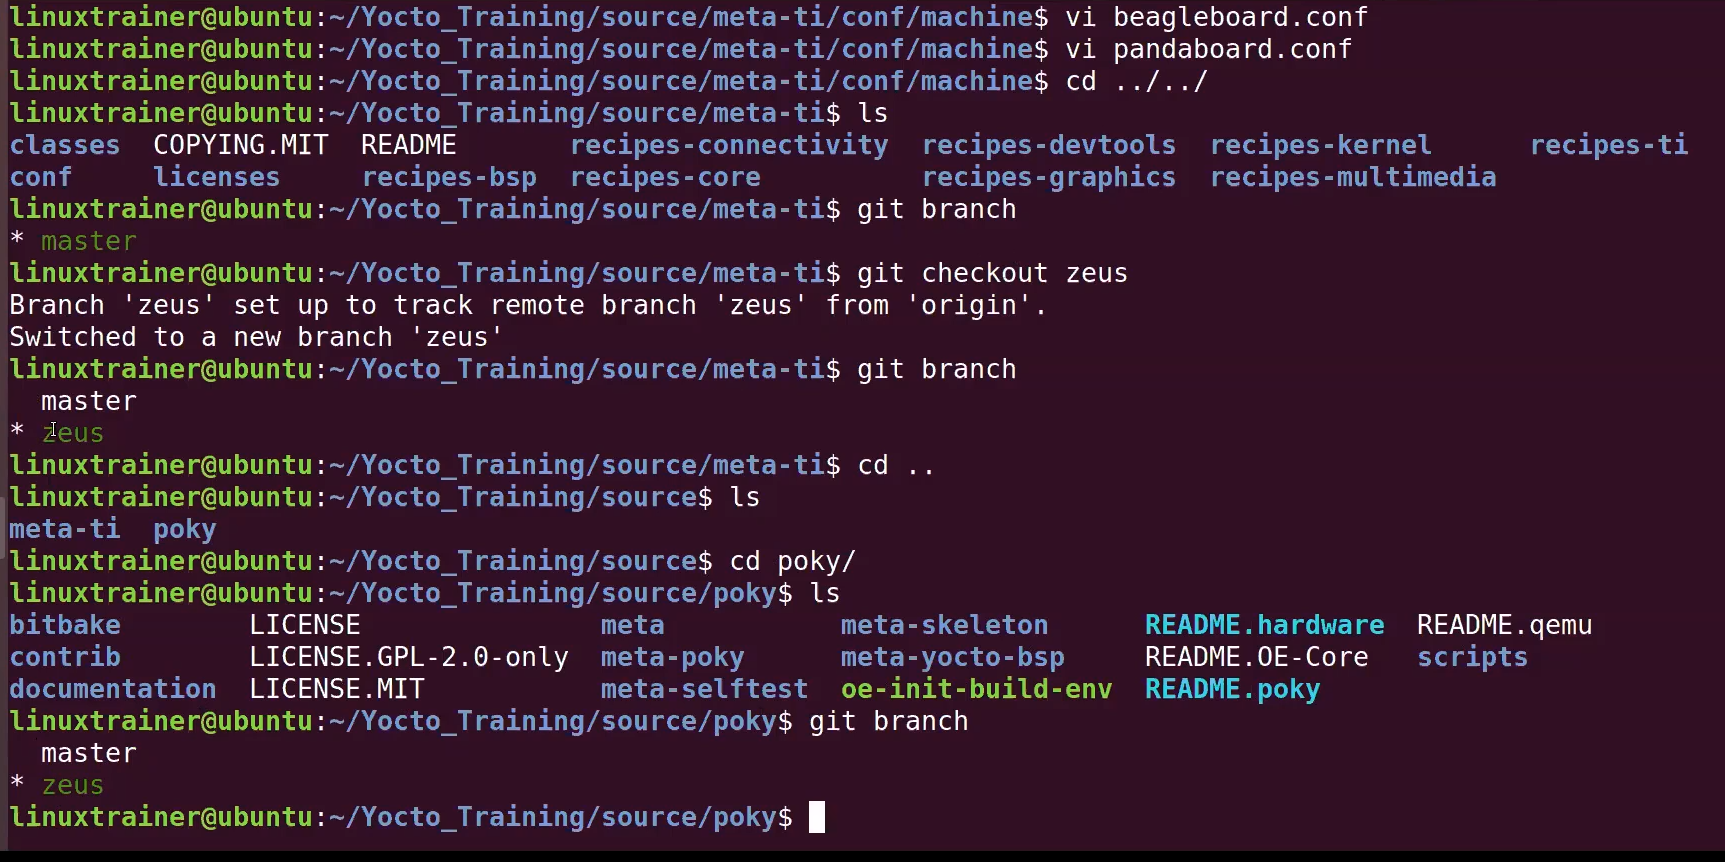 linuxtrainer@ubuntu:~/Yocto_Training/source/meta-ti/conf/machine$ vi beagleboard.conf
linuxtrainer@ubuntu:~/Yocto_Training/source/meta-ti/conf/machine$ vi pandaboard.conf
linuxtrainer@ubuntu:~/Yocto_Training/source/meta-ti/conf/machine$ cd ../../
linuxtrainer@ubuntu:~/Yocto_Training/source/meta-ti$ ls
classes  COPYING.MIT  README       recipes-connectivity  recipes-devtools  recipes-kernel      recipes-ti
conf     licenses     recipes-bsp  recipes-core          recipes-graphics  recipes-multimedia
linuxtrainer@ubuntu:~/Yocto_Training/source/meta-ti$ git branch
* master
linuxtrainer@ubuntu:~/Yocto_Training/source/meta-ti$ git checkout zeus
Branch 'zeus' set up to track remote branch 'zeus' from 'origin'.
Switched to a new branch 'zeus'
linuxtrainer@ubuntu:~/Yocto_Training/source/meta-ti$ git branch
  master
* zeus
linuxtrainer@ubuntu:~/Yocto_Training/source/meta-ti$ cd ..
linuxtrainer@ubuntu:~/Yocto_Training/source$ ls
meta-ti  poky
linuxtrainer@ubuntu:~/Yocto_Training/source$ cd poky/
linuxtrainer@ubuntu:~/Yocto_Training/source/poky$ ls
bitbake        LICENSE               meta           meta-skeleton      README.hardware  README.qemu
contrib        LICENSE.GPL-2.0-only  meta-poky      meta-yocto-bsp     README.OE-Core   scripts
documentation  LICENSE.MIT           meta-selftest  oe-init-build-env  README.poky
linuxtrainer@ubuntu:~/Yocto_Training/source/poky$ git branch
  master
* zeus
linuxtrainer@ubuntu:~/Yocto_Training/source/poky$